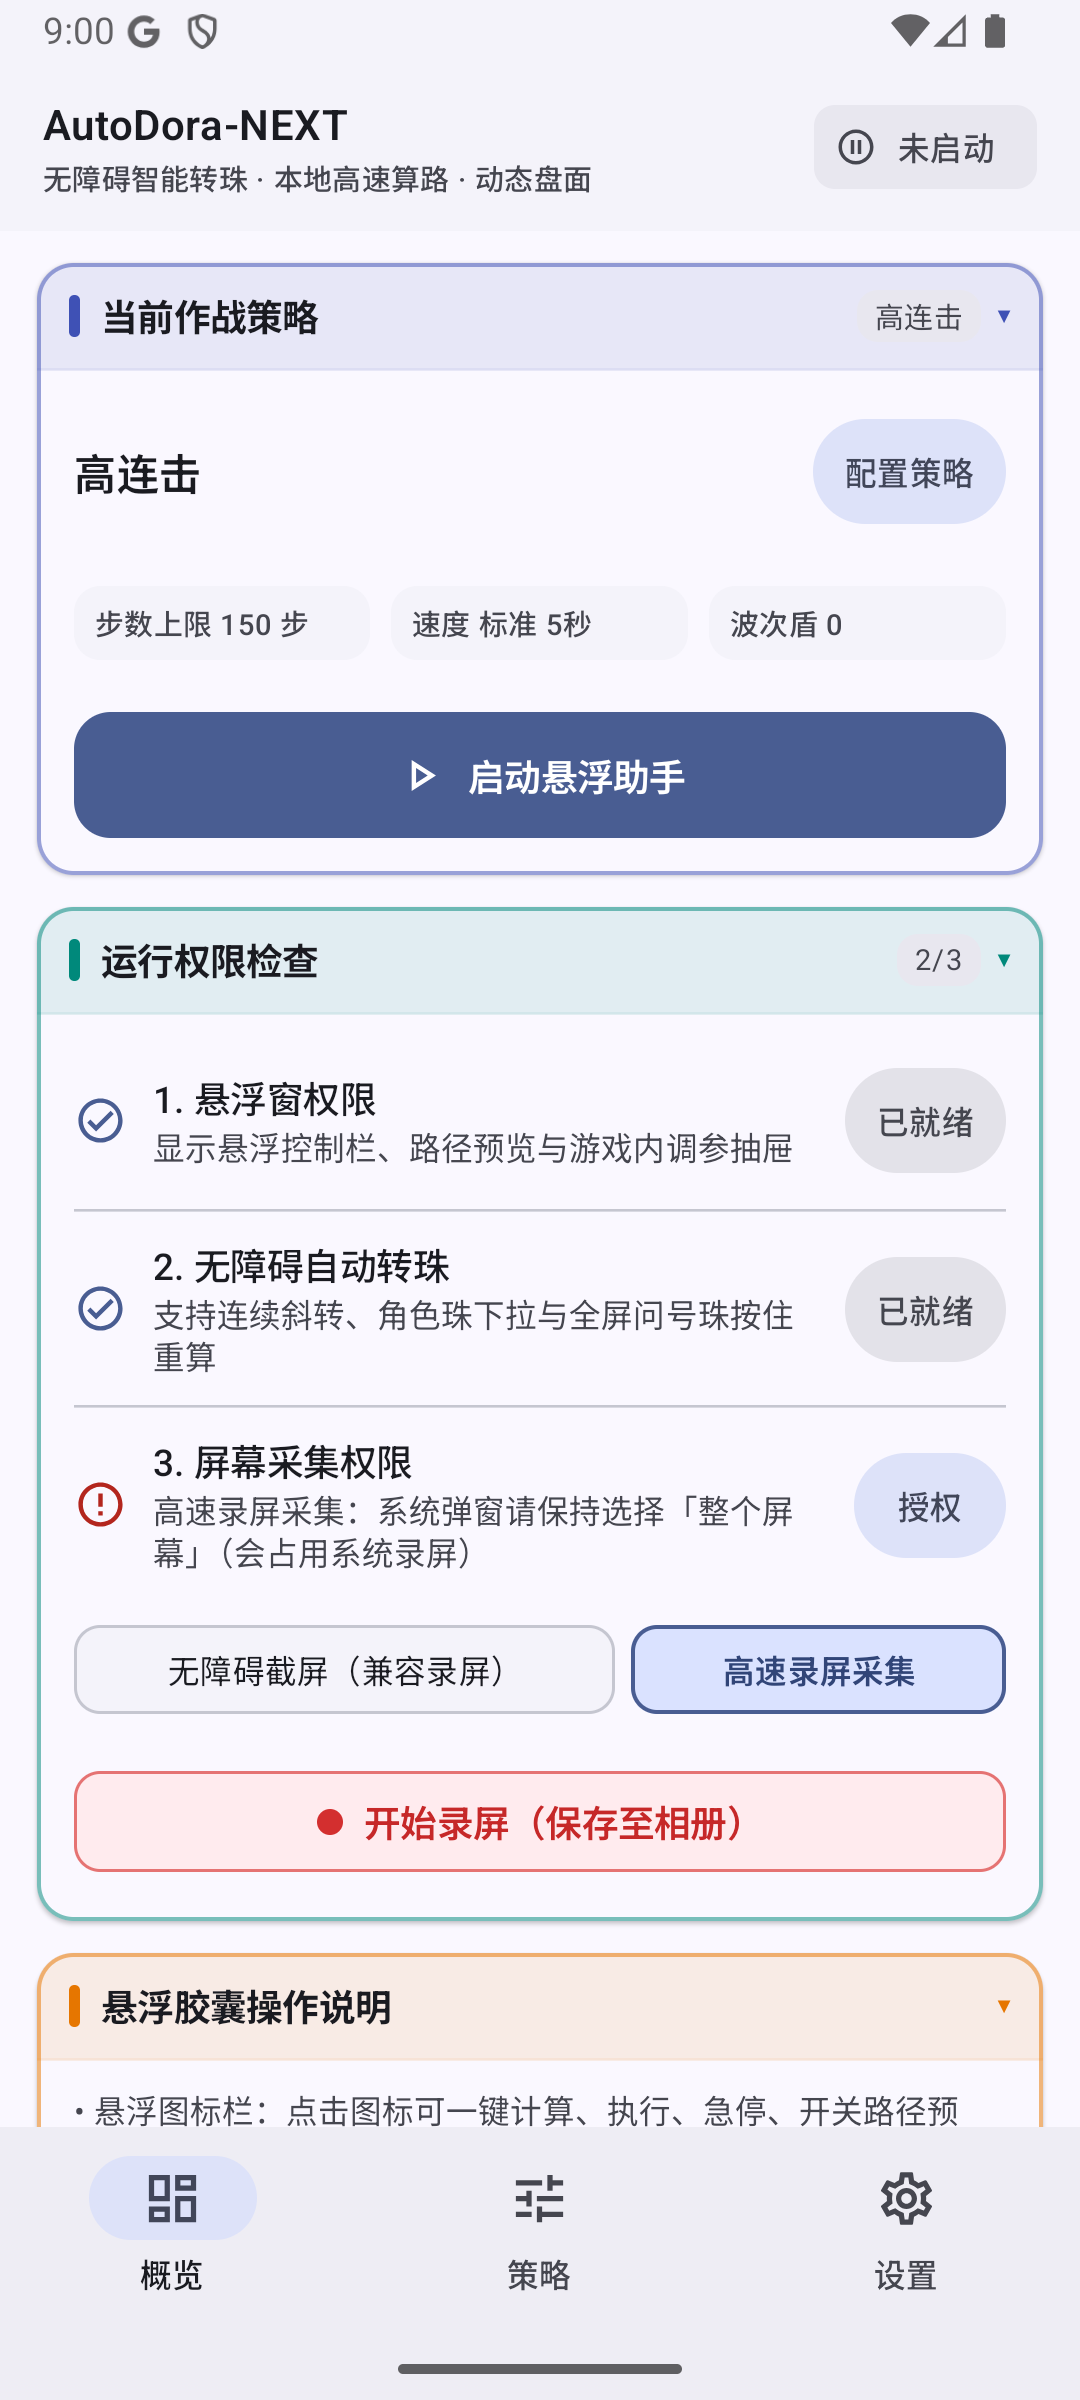 9:00
AutoDora-NEXT
无障碍智能转珠 · 本地高速算路 · 动态盘面
未启动
当前作战策略
高连击
高连击
配置策略
步数上限 150 步
速度 标准 5秒
波次盾 0
启动悬浮助手
运行权限检查
2/3
1. 悬浮窗权限
显示悬浮控制栏、路径预览与游戏内调参抽屉
已就绪
2. 无障碍自动转珠
支持连续斜转、角色珠下拉与全屏问号珠按住
重算
已就绪
3. 屏幕采集权限
高速录屏采集：系统弹窗请保持选择「整个屏
幕」（会占用系统录屏）
授权
无障碍截屏（兼容录屏）
高速录屏采集
开始录屏（保存至相册）
悬浮胶囊操作说明
• 悬浮图标栏：点击图标可一键计算、执行、急停、开关路径预
概览
策略
设置